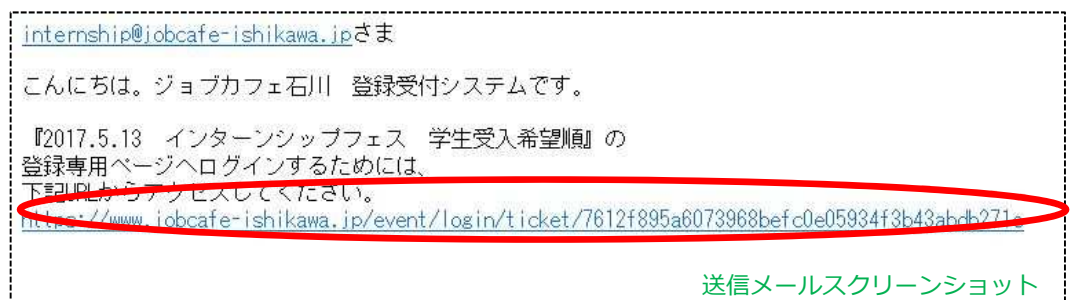 internship@jobcafe-ishikawa.jpさま
こんにちは。ジョブカフェ石川　登録受付システムです。
『2017.5.13　インターンシップフェス　学生受入希望順』の
登録専用ページへログインするためには、
下記URLからアクセスしてください。
https://www.jobcafe-ishikawa.jp/event/login/ticket/7612f895a6073968befc0e05934f3b43abdb271c
送信メールスクリーンショット